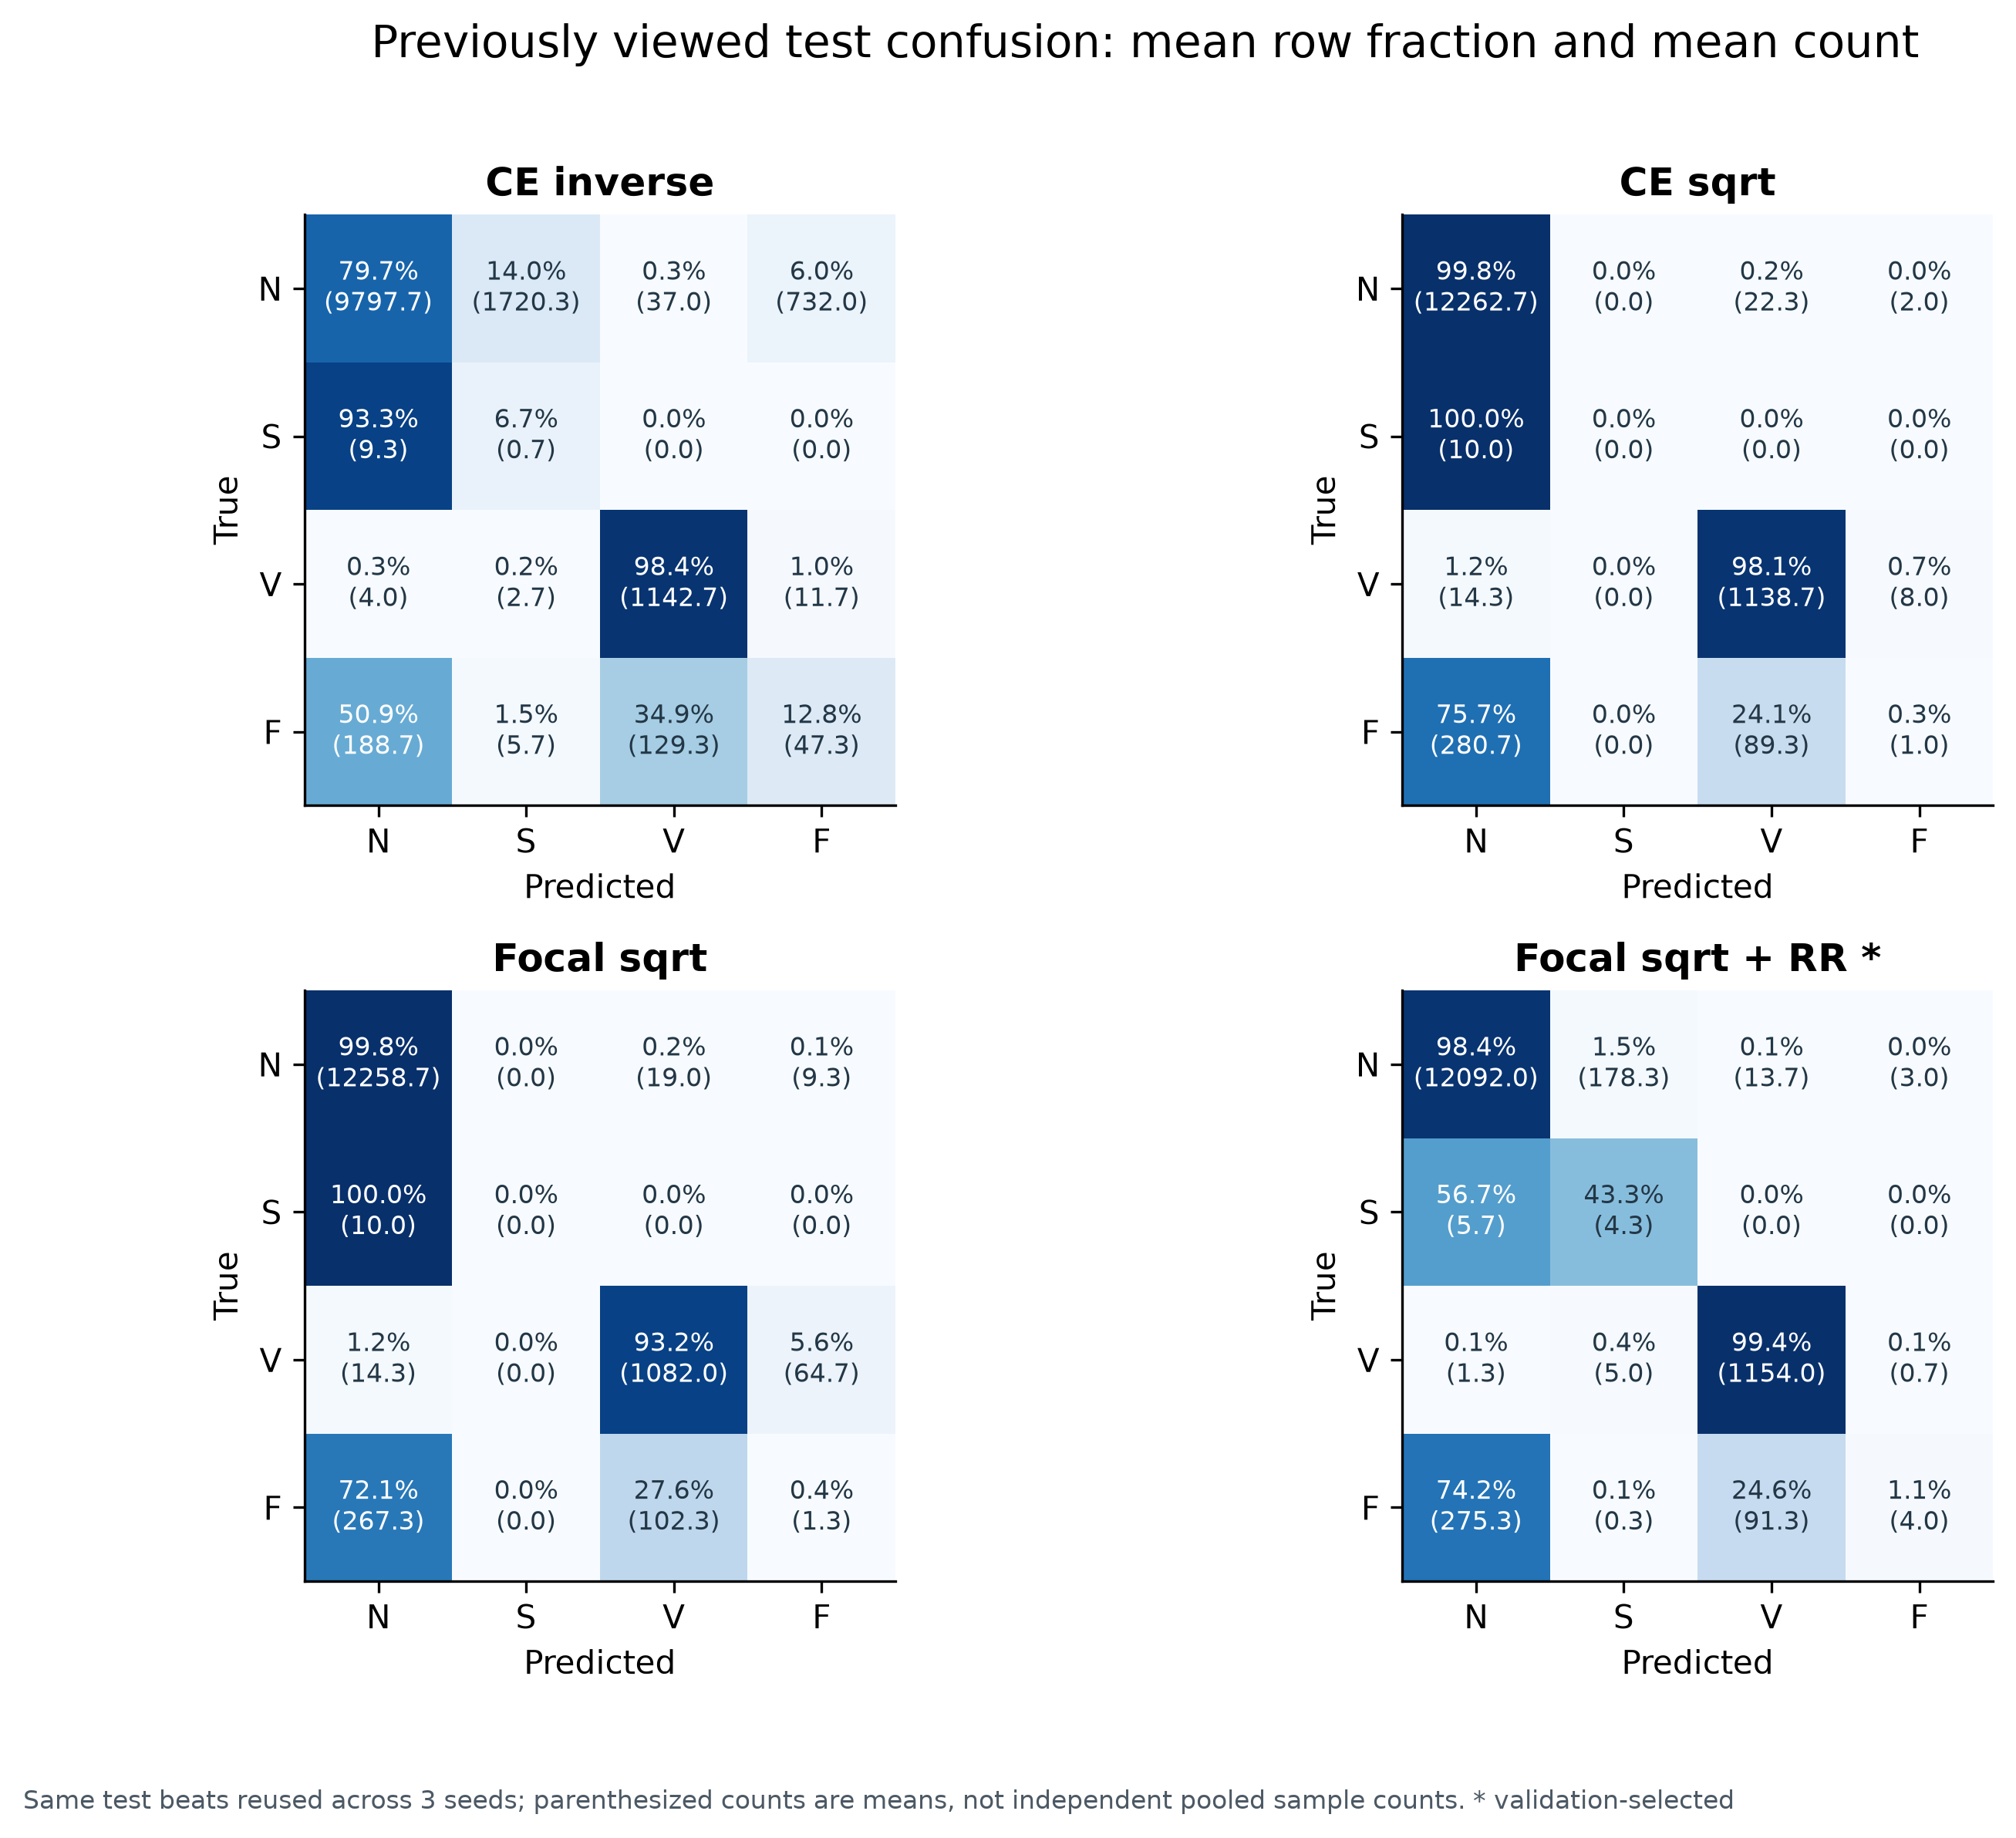 Previously viewed test confusion: mean row fraction and mean count
CE inverse
True
N
79.7%
(9797.7)
14.0%
(1720.3)
0.3%
(37.0)
6.0%
(732.0)
S
93.3%
(9.3)
6.7%
(0.7)
0.0%
(0.0)
0.0%
(0.0)
V
0.3%
(4.0)
0.2%
(2.7)
98.4%
(1142.7)
1.0%
(11.7)
F
50.9%
(188.7)
1.5%
(5.7)
34.9%
(129.3)
12.8%
(47.3)
N
S
V
F
Predicted
CE sqrt
True
N
99.8%
(12262.7)
0.0%
(0.0)
0.2%
(22.3)
0.0%
(2.0)
S
100.0%
(10.0)
0.0%
(0.0)
0.0%
(0.0)
0.0%
(0.0)
V
1.2%
(14.3)
0.0%
(0.0)
98.1%
(1138.7)
0.7%
(8.0)
F
75.7%
(280.7)
0.0%
(0.0)
24.1%
(89.3)
0.3%
(1.0)
N
S
V
F
Predicted
Focal sqrt
True
N
99.8%
(12258.7)
0.0%
(0.0)
0.2%
(19.0)
0.1%
(9.3)
S
100.0%
(10.0)
0.0%
(0.0)
0.0%
(0.0)
0.0%
(0.0)
V
1.2%
(14.3)
0.0%
(0.0)
93.2%
(1082.0)
5.6%
(64.7)
F
72.1%
(267.3)
0.0%
(0.0)
27.6%
(102.3)
0.4%
(1.3)
N
S
V
F
Predicted
Focal sqrt + RR *
True
N
98.4%
(12092.0)
1.5%
(178.3)
0.1%
(13.7)
0.0%
(3.0)
S
56.7%
(5.7)
43.3%
(4.3)
0.0%
(0.0)
0.0%
(0.0)
V
0.1%
(1.3)
0.4%
(5.0)
99.4%
(1154.0)
0.1%
(0.7)
F
74.2%
(275.3)
0.1%
(0.3)
24.6%
(91.3)
1.1%
(4.0)
N
S
V
F
Predicted
Same test beats reused across 3 seeds; parenthesized counts are means, not independent pooled sample counts. * validation-selected